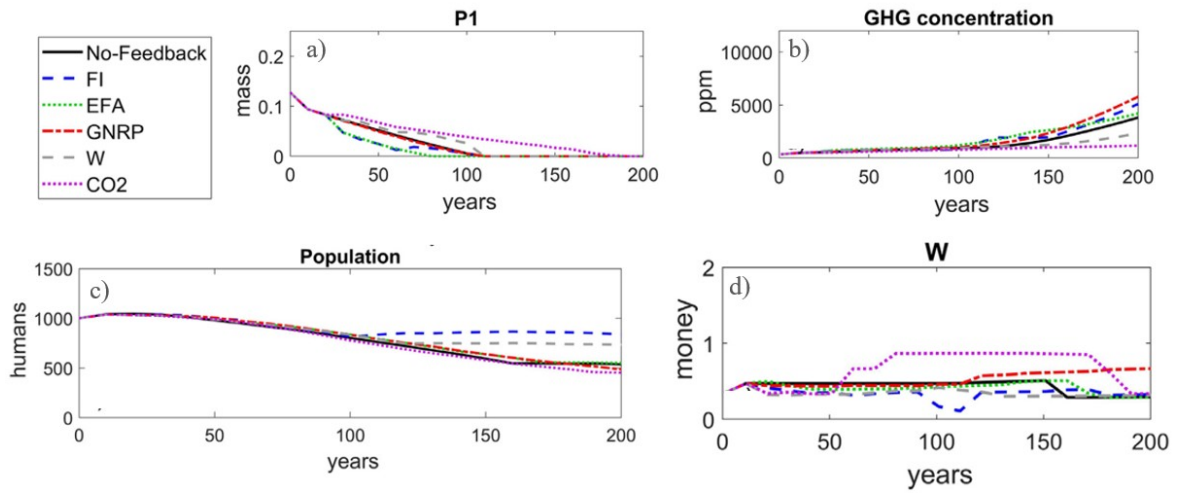 P1
GHG concentration
No-Feedback
FI
EFA
GNRP
W
CO2
a)
mass
0.2
0.1
0
0 50 100 150 200
years
b)
ppm
10000
5000
0
0 50 100 150 200
years
Population
c)
humans
1500
1000
500
0
0 50 100 150 200
years
W
d)
money
2
1
0
0 50 100 150 200
years